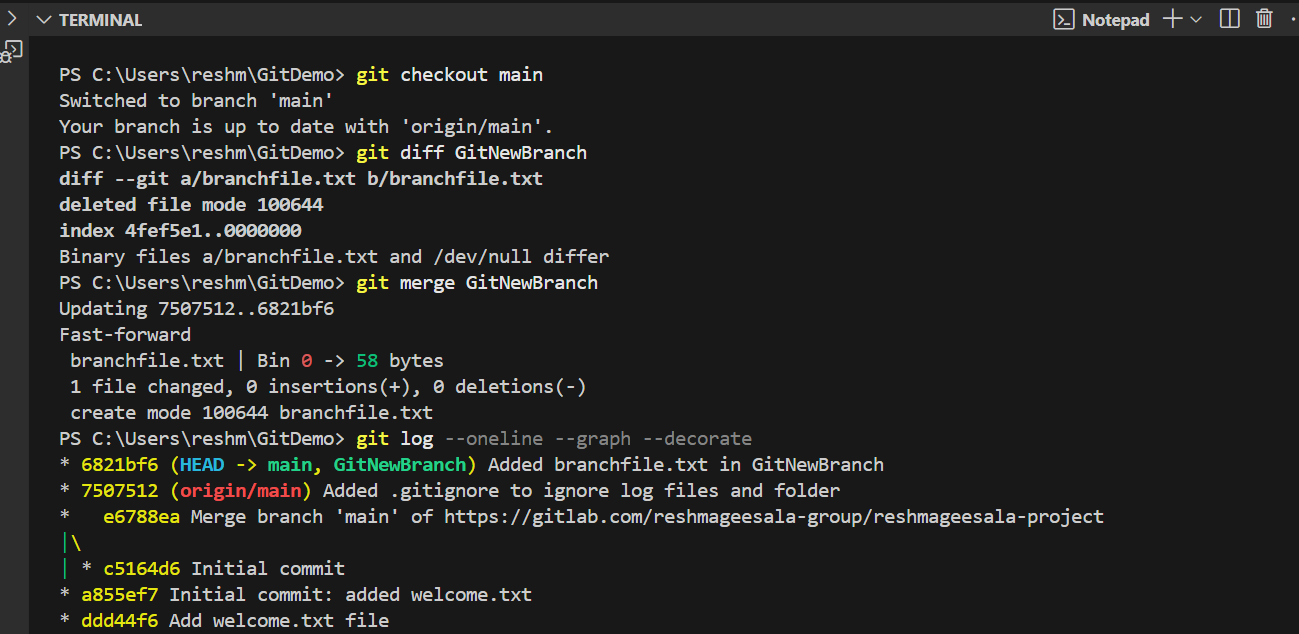 TERMINAL
Notepad
PS C:\Users\reshm\GitDemo> git checkout main
Switched to branch 'main'
Your branch is up to date with 'origin/main'.
PS C:\Users\reshm\GitDemo> git diff GitNewBranch
diff --git a/branchfile.txt b/branchfile.txt
deleted file mode 100644
index 4fef5e1..0000000
Binary files a/branchfile.txt and /dev/null differ
PS C:\Users\reshm\GitDemo> git merge GitNewBranch
Updating 7507512..6821bf6
Fast-forward
 branchfile.txt | Bin 0 -> 58 bytes
 1 file changed, 0 insertions(+), 0 deletions(-)
 create mode 100644 branchfile.txt
PS C:\Users\reshm\GitDemo> git log --oneline --graph --decorate
* 6821bf6 (HEAD -> main, GitNewBranch) Added branchfile.txt in GitNewBranch
* 7507512 (origin/main) Added .gitignore to ignore log files and folder
*   e6788ea Merge branch 'main' of https://gitlab.com/reshmageesala-group/reshmageesala-project
|\
| * c5164d6 Initial commit
* a855ef7 Initial commit: added welcome.txt
* ddd44f6 Add welcome.txt file